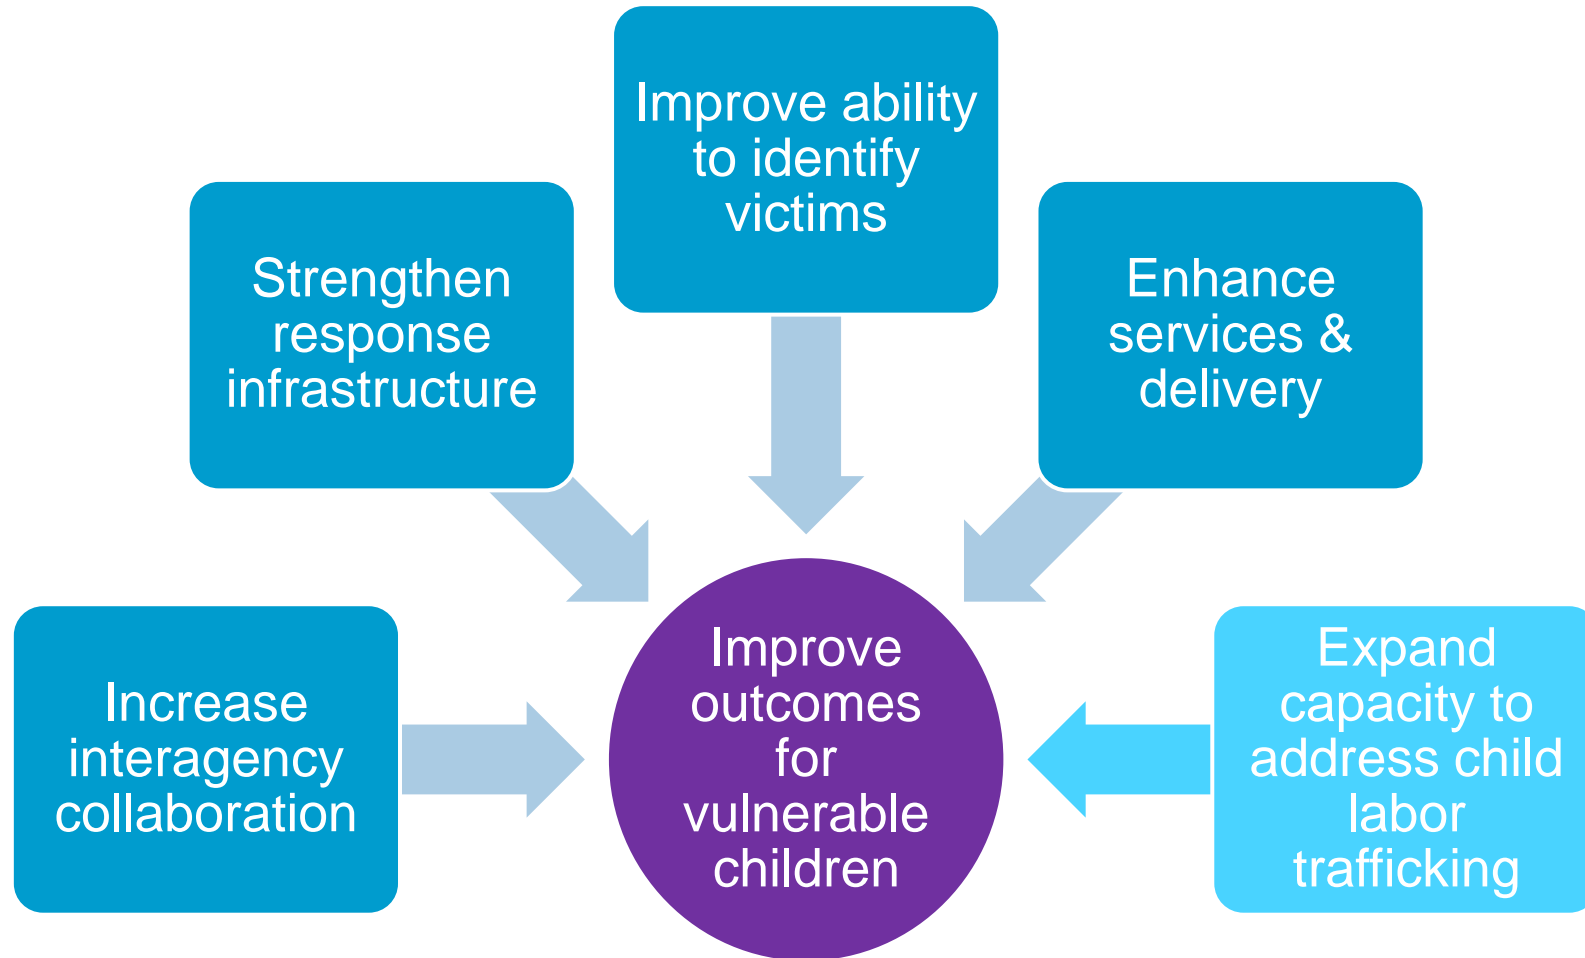 Improve ability
to identify
victims
Strengthen
response
infrastructure
Enhance
services &
delivery
Increase
interagency
collaboration
Improve
outcomes
for
vulnerable
children
Expand
capacity to
address child
labor
trafficking